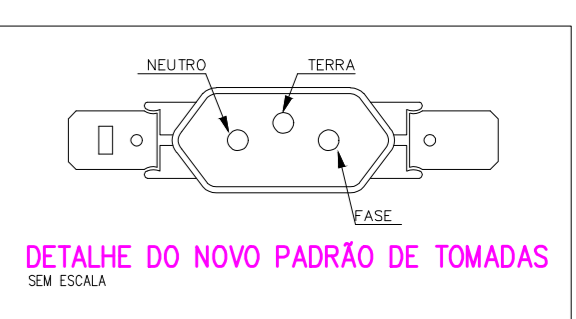 NEUTRO
TERRA
FASE
DETALHE DO NOVO PADRÃO DE TOMADAS
SEM ESCALA